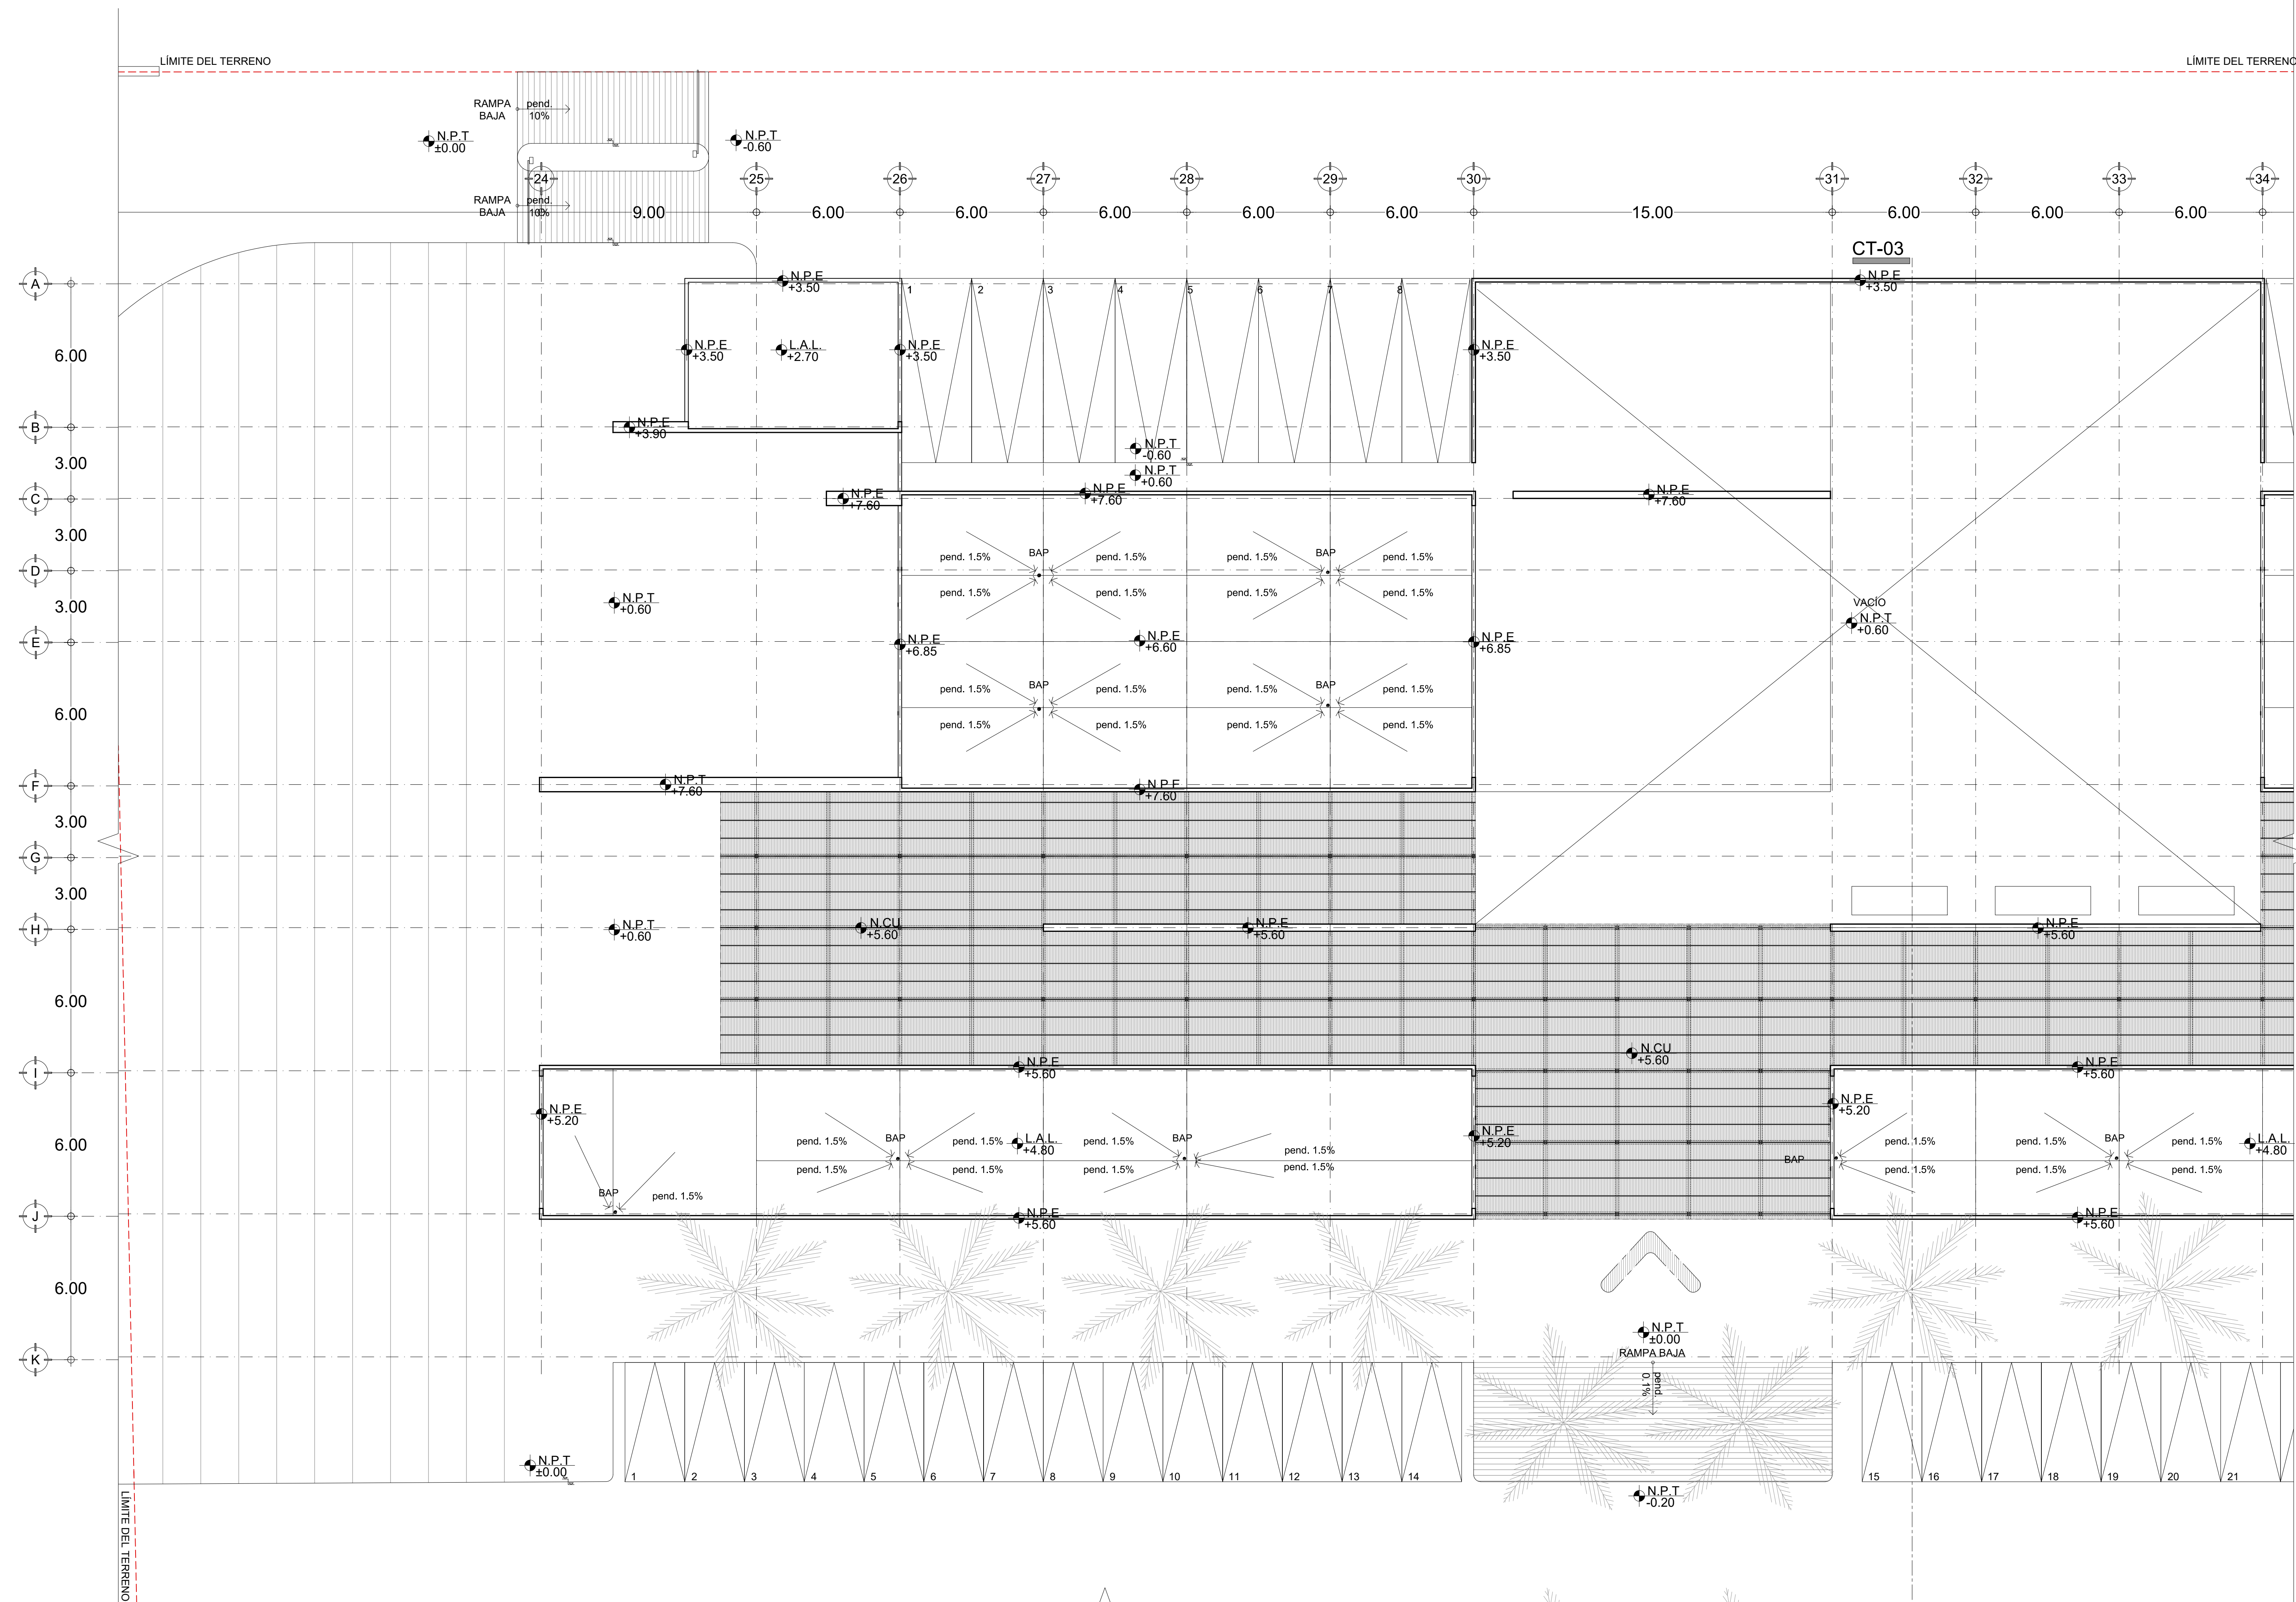 LÍMITE DEL TERRENO
LÍMITE DEL TERRENO
RAMPA
BAJA
pend.
10%
N.P.T
±0.00
N.P.T
-0.60
24
25
26
27
28
29
30
31
32
33
34
RAMPA
BAJA
pend.
10%
9.00
6.00
6.00
6.00
6.00
6.00
15.00
6.00
6.00
6.00
CT-03
A
N.P.E
+3.50
N.P.E
+3.50
1
2
3
4
5
6
7
8
6.00
N.P.E
+3.50
L.A.L.
+2.70
N.P.E
+3.50
N.P.E
+3.50
B
N.P.E
+3.90
N.P.T
-0.60
3.00
N.P.T
+0.60
C
N.P.E
+7.60
N.P.E
+7.60
N.P.E
+7.60
3.00
pend. 1.5%
BAP
pend. 1.5%
pend. 1.5%
BAP
pend. 1.5%
D
pend. 1.5%
pend. 1.5%
pend. 1.5%
pend. 1.5%
3.00
N.P.T
+0.60
VACÍO
N.P.T
+0.60
E
N.P.E
+6.85
N.P.E
+6.60
N.P.E
+6.85
pend. 1.5%
BAP
pend. 1.5%
pend. 1.5%
BAP
pend. 1.5%
6.00
pend. 1.5%
pend. 1.5%
pend. 1.5%
pend. 1.5%
F
N.P.T
+7.60
N.P.E
+7.60
3.00
G
3.00
H
N.P.T
+0.60
N.CU
+5.60
N.P.E
+5.60
N.P.E
+5.60
6.00
N.CU
+5.60
I
N.P.E
+5.60
N.P.E
+5.60
N.P.E
+5.20
N.P.E
+5.20
6.00
pend. 1.5%
BAP
pend. 1.5%
L.A.L.
+4.80
pend. 1.5%
BAP
pend. 1.5%
N.P.E
+5.20
pend. 1.5%
pend. 1.5%
BAP
pend. 1.5%
L.A.L.
+4.80
pend. 1.5%
pend. 1.5%
pend. 1.5%
pend. 1.5%
BAP
pend. 1.5%
pend. 1.5%
pend. 1.5%
BAP
pend. 1.5%
J
N.P.E
+5.60
N.P.E
+5.60
6.00
N.P.T
±0.00
RAMPA BAJA
K
pend.
0.1%
N.P.T
±0.00
1
2
3
4
5
6
7
8
9
10
11
12
13
14
15
16
17
18
19
20
21
N.P.T
-0.20
LÍMITE DEL TERRENO